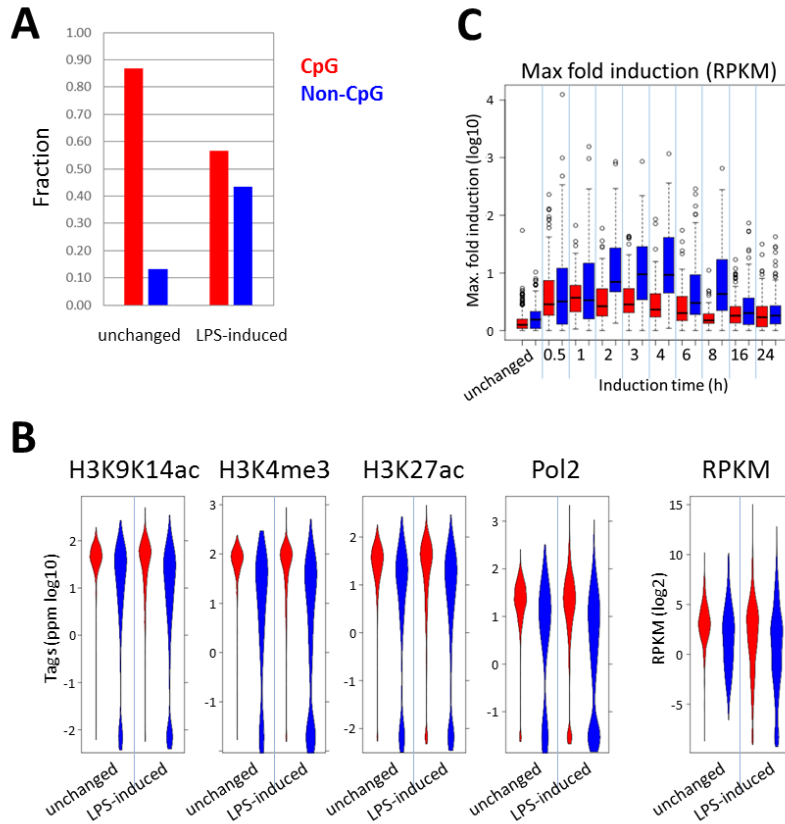 A
1.00
0.90
0.80
0.70
0.60
0.50
0.40
0.30
0.20
0.10
0.00
Fraction
unchanged LPS-induced
CpG
Non-CpG
C
Max fold induction (RPKM)
Max. fold induction (log10)
4
3
2
1
0
unchanged 0.5 1 2 3 4 6 8 16 24
Induction time (h)
B
H3K9K14ac H3K4me3 H3K27ac Pol2 RPKM
Tags (ppm log10)
2
1
0
-1
-2
unchanged LPS-induced
3
2
1
0
-1
unchanged LPS-induced
2
1
0
-1
-2
unchanged LPS-induced
3
2
1
0
-1
unchanged LPS-induced
RPKM (log2)
15
10
5
0
-5
unchanged LPS-induced